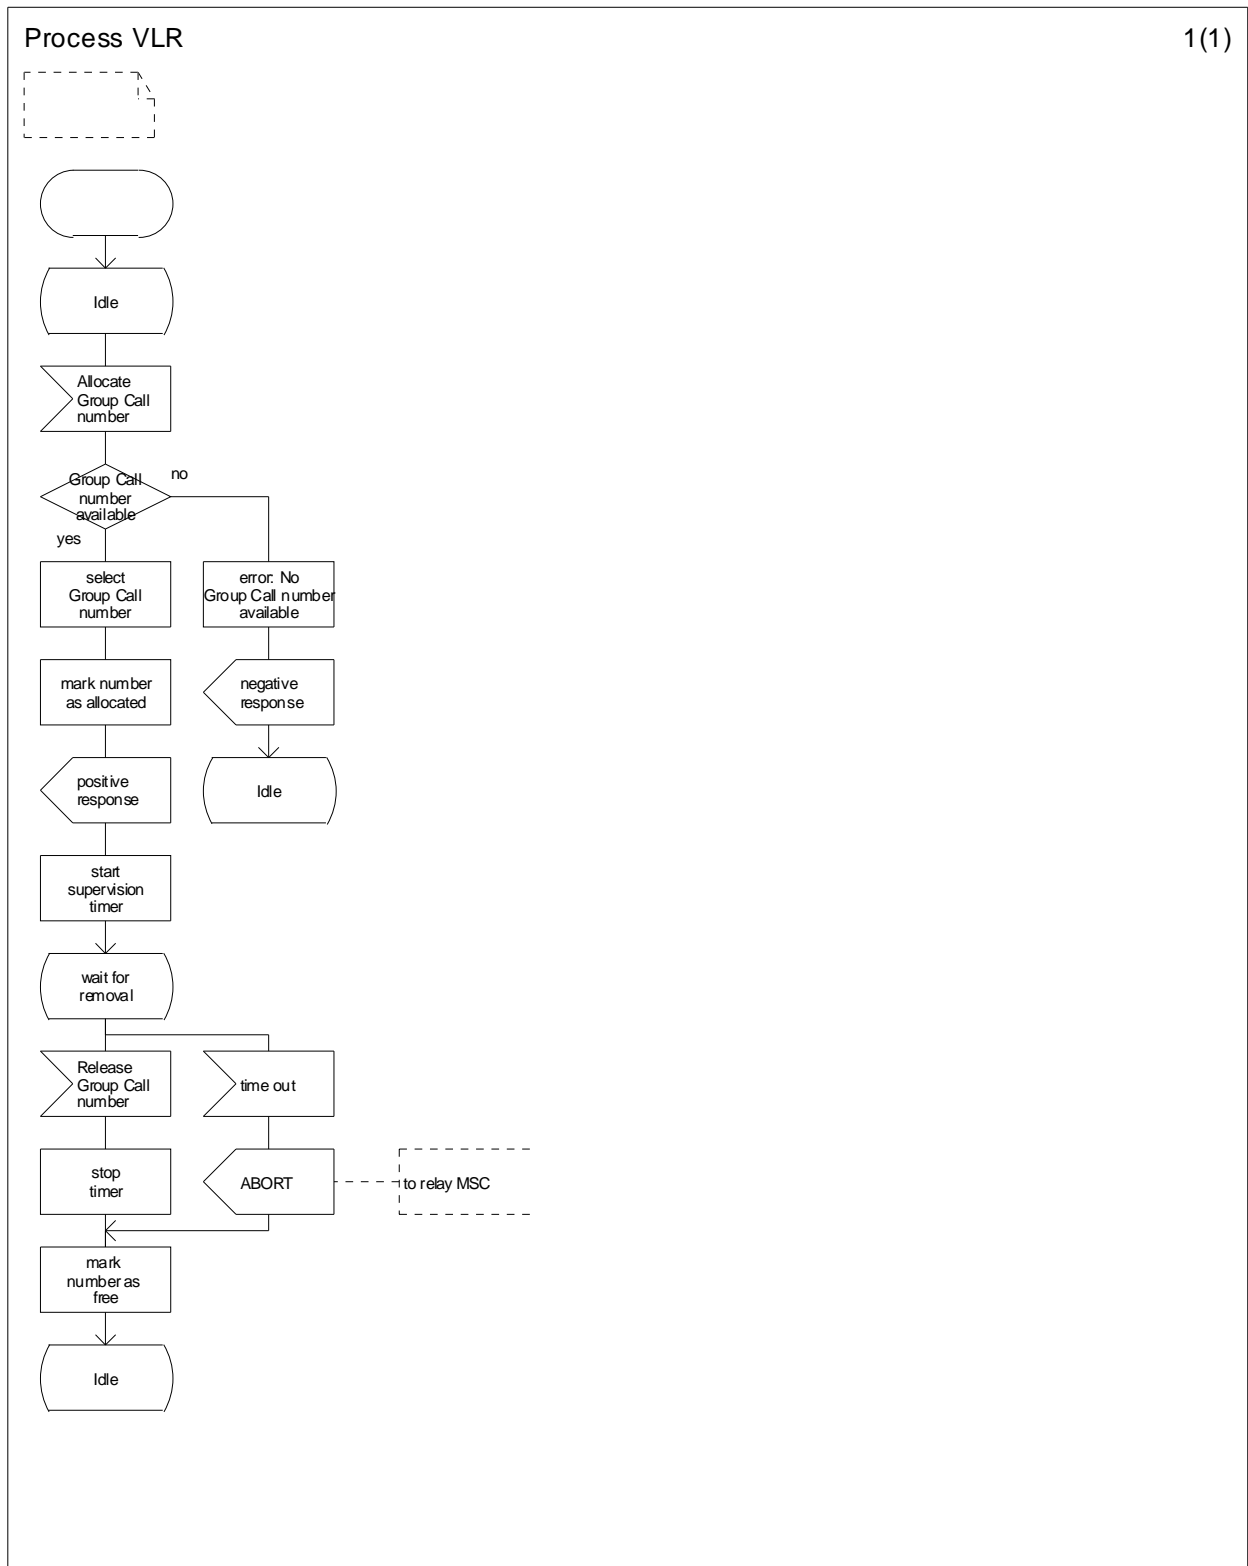 Process VLR
1(1)
Idle
Allocate
Group Call
number
Group Call
number
available
no
yes
select
Group Call
number
error: No
Group Call number
available
mark number
as allocated
negative
response
positive
response
Idle
start
supervision
timer
wait for
removal
Release
Group Call
number
time out
stop
timer
ABORT
to relay MSC
mark
number as
free
Idle